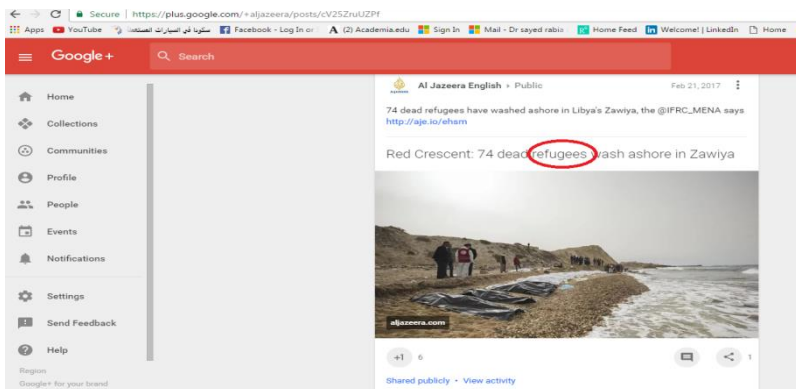 Secure | https://plus.google.com/+aljazeera/posts/cV25ZruUZPf
Apps YouTube سكودا في السيارات المستعملة Facebook - Log In or (2) Academia.edu Sign In Mail - Dr sayed rabie Home Feed Welcome! | LinkedIn Home
Google+ Search
Home
Collections
Communities
Profile
People
Events
Notifications
Settings
Send Feedback
Help
Region
Google+ for your brand
Al Jazeera English Public Feb 21, 2017
74 dead refugees have washed ashore in Libya's Zawiya, the @IFRC_MENA says
http://aje.io/ehsm
Red Crescent: 74 dead refugees wash ashore in Zawiya
aljazeera.com
+1 6 1
Shared publicly • View activity